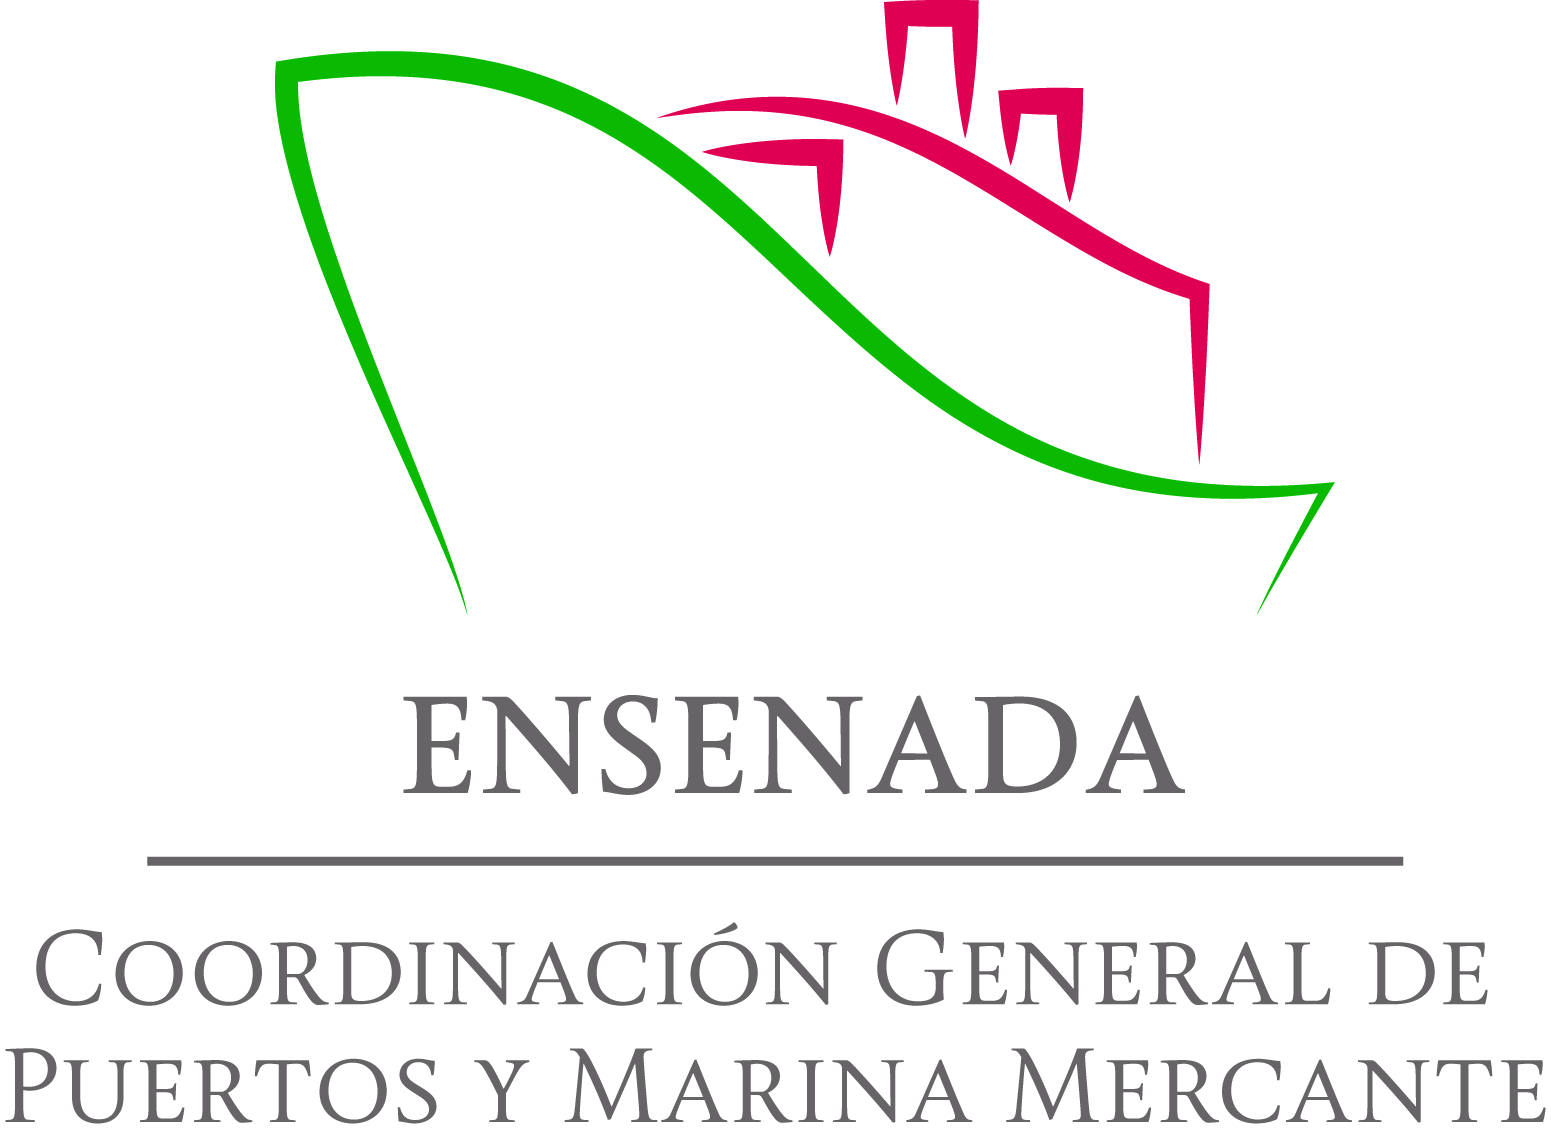 ENSENADA
COORDINACIÓN GENERAL DE
PUERTOS Y MARINA MERCANTE